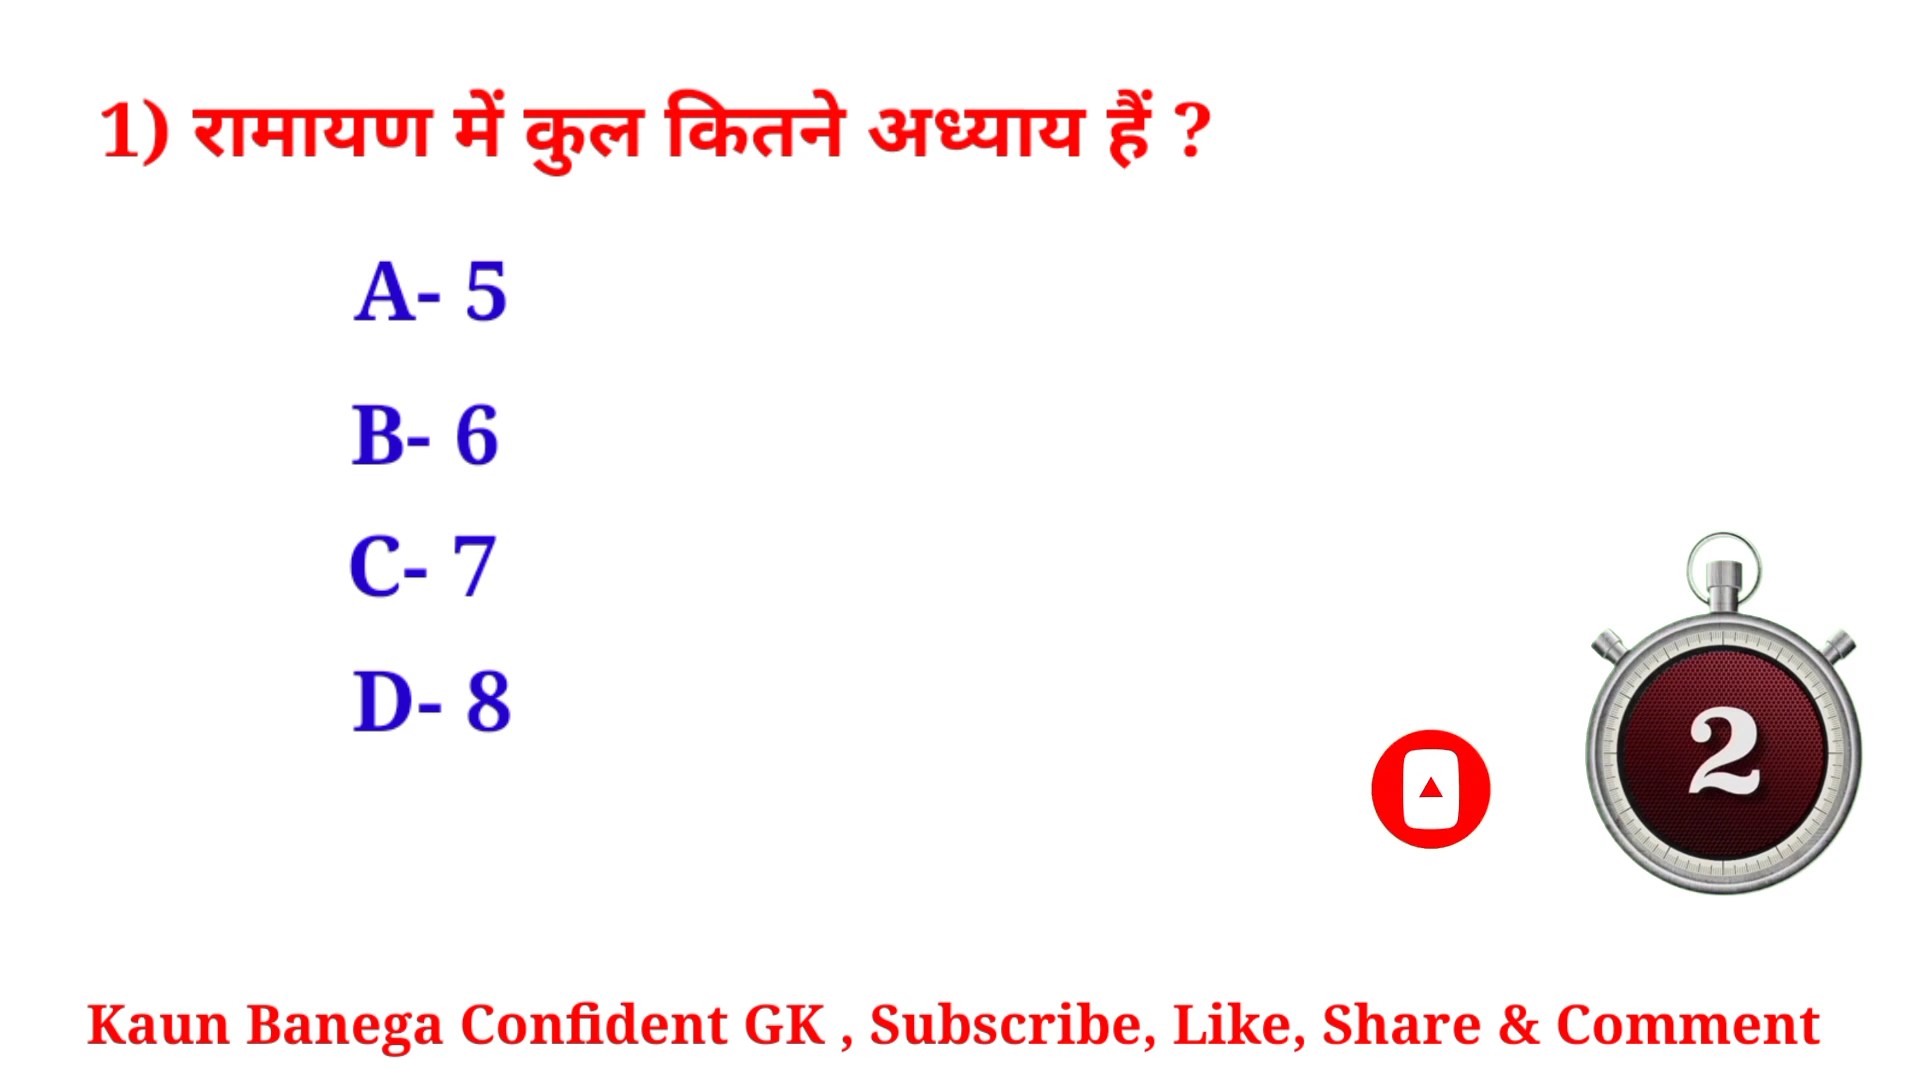 1) रामायण में कुल कितने अध्याय हैं ?
A- 5
B- 6
C- 7
D- 8
2
Kaun Banega Confident GK , Subscribe, Like, Share & Comment